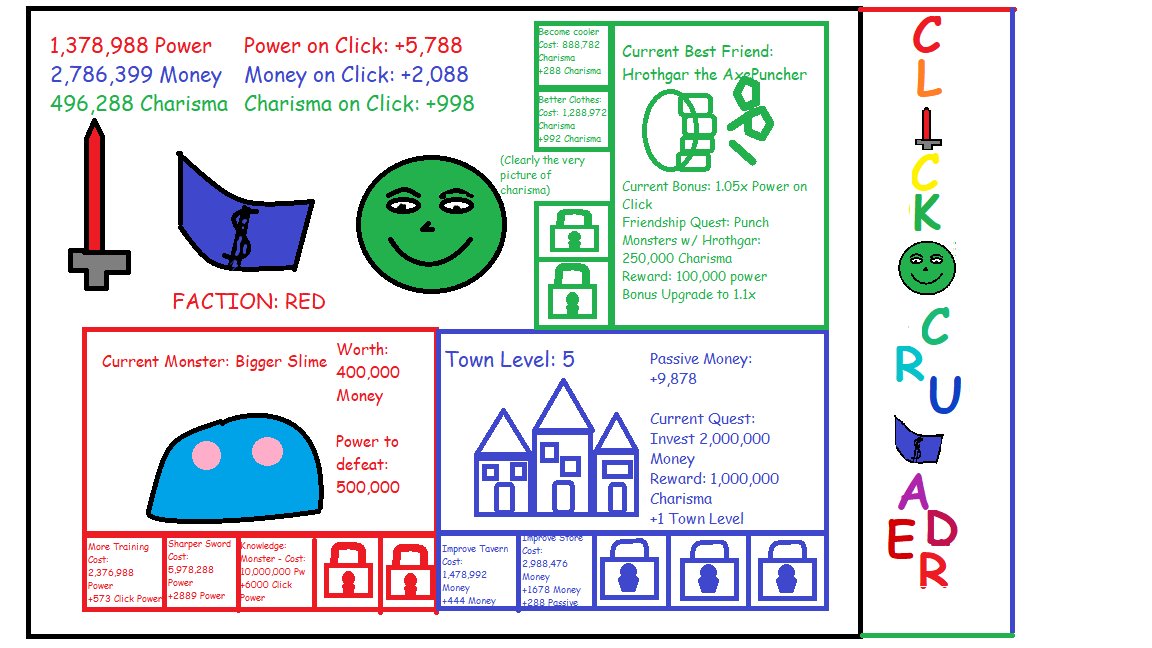 1,378,988 Power
Power on Click: +5,788
2,786,399 Money
Money on Click: +2,088
496,288 Charisma
Charisma on Click: +998
$
FACTION: RED
(Clearly the very
picture of
charisma)
Become cooler
Cost: 888,782
Charisma
+288 Charisma
Better Clothes:
Cost: 1,288,972
Charisma
+992 Charisma
Current Best Friend:
Hrothgar the AxePuncher
Current Bonus: 1.05x Power on
Click
Friendship Quest: Punch
Monsters w/ Hrothgar:
250,000 Charisma
Reward: 100,000 power
Bonus Upgrade to 1.1x
Current Monster: Bigger Slime
Worth:
400,000
Money
Power to
defeat:
500,000
More Training
Cost:
2,376,988
Power
+573 Click Power
Sharper Sword
Cost:
5,978,288
Power
+2889 Power
Knowledge:
Monster - Cost:
10,000,000 Pw
+6000 Click
Power
Town Level: 5
Passive Money:
+9,878
Current Quest:
Invest 2,000,000
Money
Reward: 1,000,000
Charisma
+1 Town Level
Improve Tavern
Cost:
1,478,992
Money
+444 Money
Improve Store
Cost:
2,988,476
Money
+1678 Money
+288 Passive
C
L
C
K
C
R
U
$
A
D
E
R